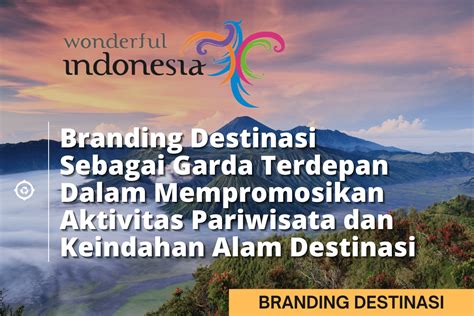 wonderful
indonesia
Branding Destinasi
Sebagai Garda Terdepan
Dalam Mempromosikan
Aktivitas Pariwisata dan
Keindahan Alam Destinasi
BRANDING DESTINASI